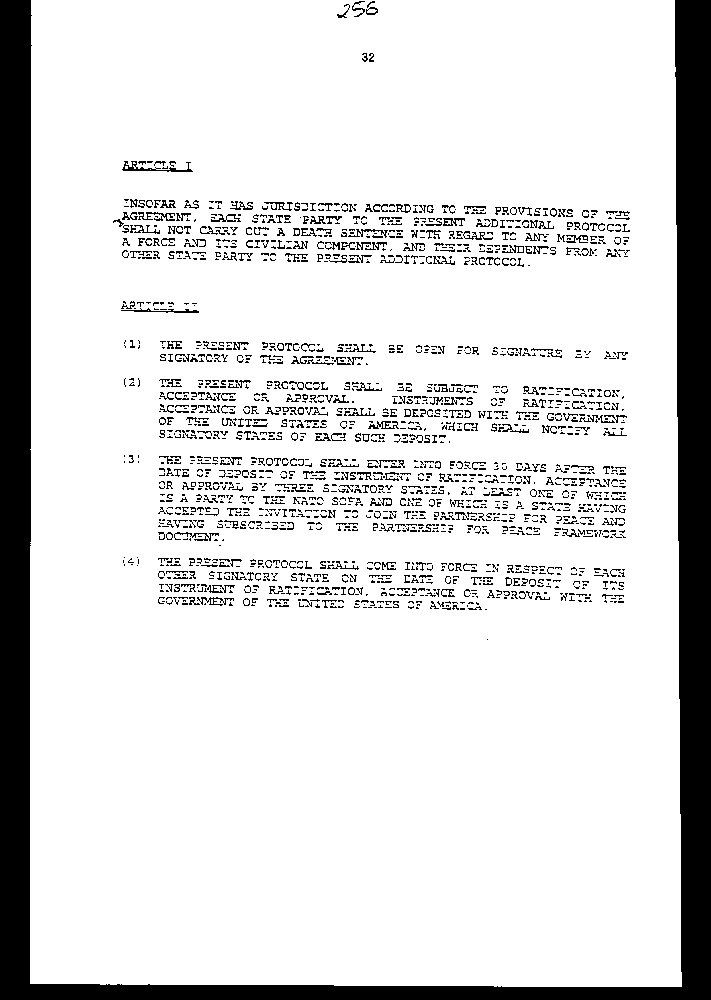 256
32
ARTICLE I
INSOFAR AS IT HAS JURISDICTION ACCORDING TO THE PROVISIONS OF THE
AGREEMENT, EACH STATE PARTY TO THE PRESENT ADDITIONAL PROTOCOL
SHALL NOT CARRY OUT A DEATH SENTENCE WITH REGARD TO ANY MEMBER OF
A FORCE AND ITS CIVILIAN COMPONENT, AND THEIR DEPENDENTS FROM ANY
OTHER STATE PARTY TO THE PRESENT ADDITIONAL PROTOCOL.
ARTICLE II
(1) THE PRESENT PROTOCOL SHALL BE OPEN FOR SIGNATURE BY ANY
SIGNATORY OF THE AGREEMENT.
(2) THE PRESENT PROTOCOL SHALL BE SUBJECT TO RATIFICATION,
ACCEPTANCE OR APPROVAL. INSTRUMENTS OF RATIFICATION,
ACCEPTANCE OR APPROVAL SHALL BE DEPOSITED WITH THE GOVERNMENT
OF THE UNITED STATES OF AMERICA, WHICH SHALL NOTIFY ALL
SIGNATORY STATES OF EACH SUCH DEPOSIT.
(3) THE PRESENT PROTOCOL SHALL ENTER INTO FORCE 30 DAYS AFTER THE
DATE OF DEPOSIT OF THE INSTRUMENT OF RATIFICATION, ACCEPTANCE
OR APPROVAL BY THREE SIGNATORY STATES, AT LEAST ONE OF WHICH
IS A PARTY TO THE NATO SOFA AND ONE OF WHICH IS A STATE HAVING
ACCEPTED THE INVITATION TO JOIN THE PARTNERSHIP FOR PEACE AND
HAVING SUBSCRIBED TO THE PARTNERSHIP FOR PEACE FRAMEWORK
DOCUMENT.
(4) THE PRESENT PROTOCOL SHALL COME INTO FORCE IN RESPECT OF EACH
OTHER SIGNATORY STATE ON THE DATE OF THE DEPOSIT OF ITS
INSTRUMENT OF RATIFICATION, ACCEPTANCE OR APPROVAL WITH THE
GOVERNMENT OF THE UNITED STATES OF AMERICA.